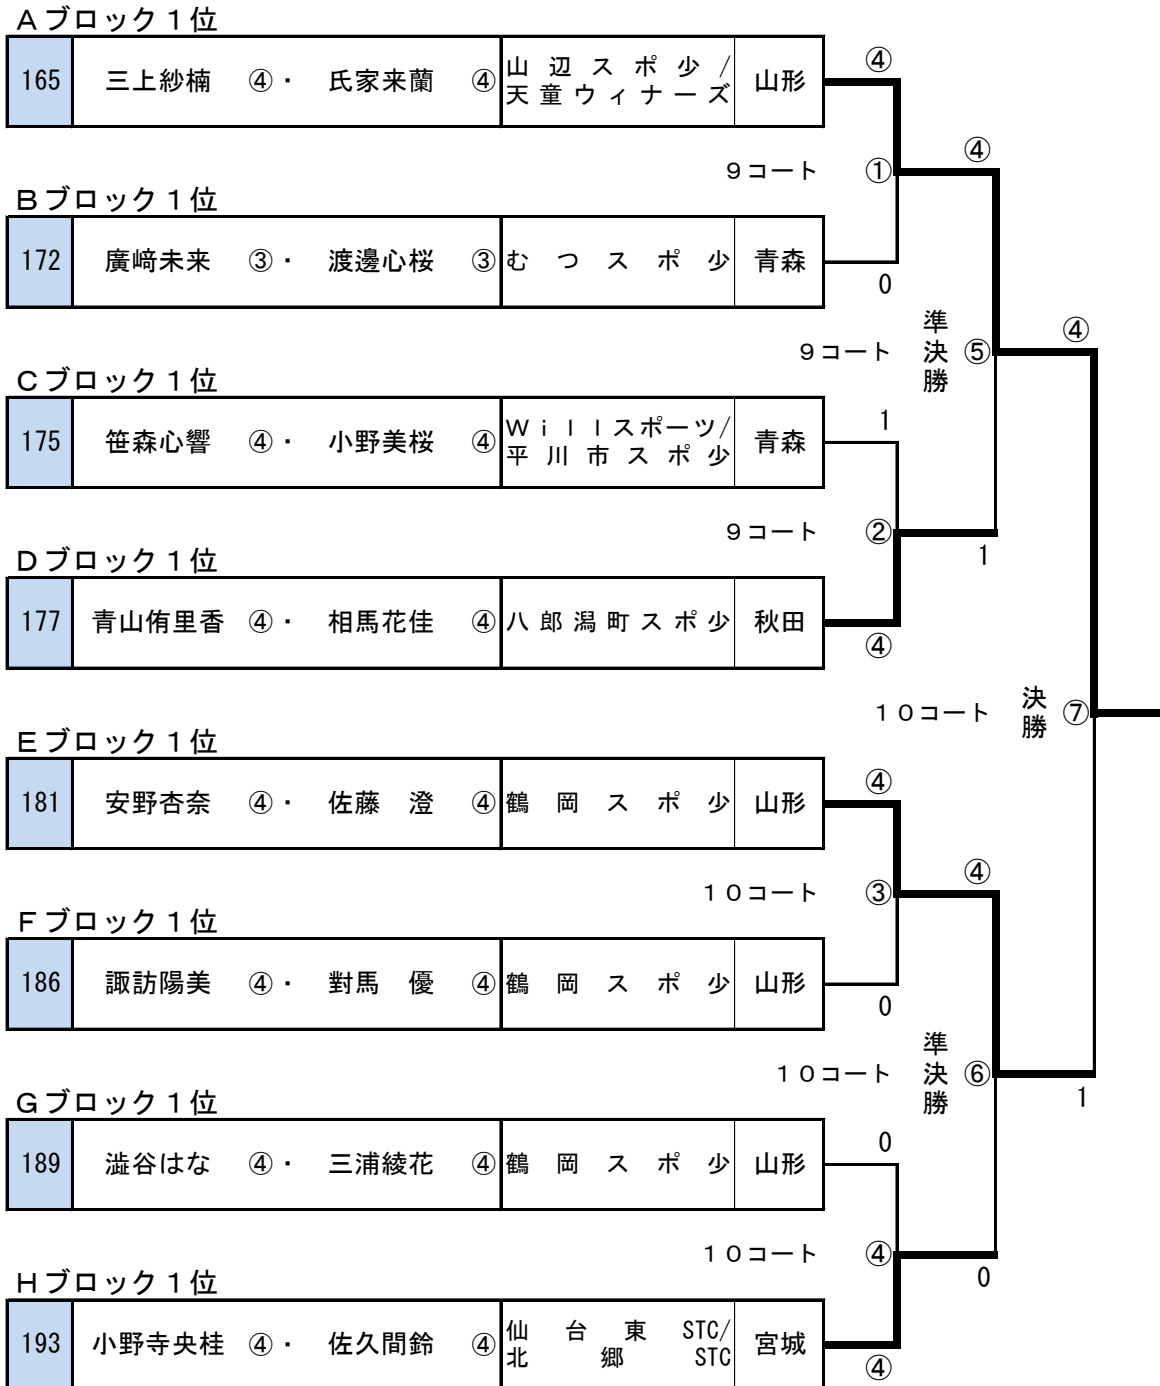 Aブロック1位
④
165 三上紗楠 ④・ 氏家来蘭 ④ 山辺スポ少/ 山形
天童ウィナーズ
9コート ① ④
Bブロック1位
172 廣﨑未来 ③・ 渡邊心桜 ③ むつスポ少 青森
0
9コート 準決勝 ⑤ ④
Cブロック1位
1
175 笹森心響 ④・ 小野美桜 ④ Willスポーツ/ 青森
平川市スポ少
9コート ② 1
Dブロック1位
177 青山侑里香 ④・ 相馬花佳 ④ 八郎潟町スポ少 秋田
④
10コート 決勝 ⑦
Eブロック1位
④
181 安野杏奈 ④・ 佐藤 澄 ④ 鶴岡スポ少 山形
10コート ③ ④
Fブロック1位
186 諏訪陽美 ④・ 對馬 優 ④ 鶴岡スポ少 山形
0
10コート 準決勝 ⑥ 1
Gブロック1位
0
189 澁谷はな ④・ 三浦綾花 ④ 鶴岡スポ少 山形
10コート ④ 0
Hブロック1位
193 小野寺央桂 ④・ 佐久間鈴 ④ 仙台東STC/ 宮城
北郷STC
④